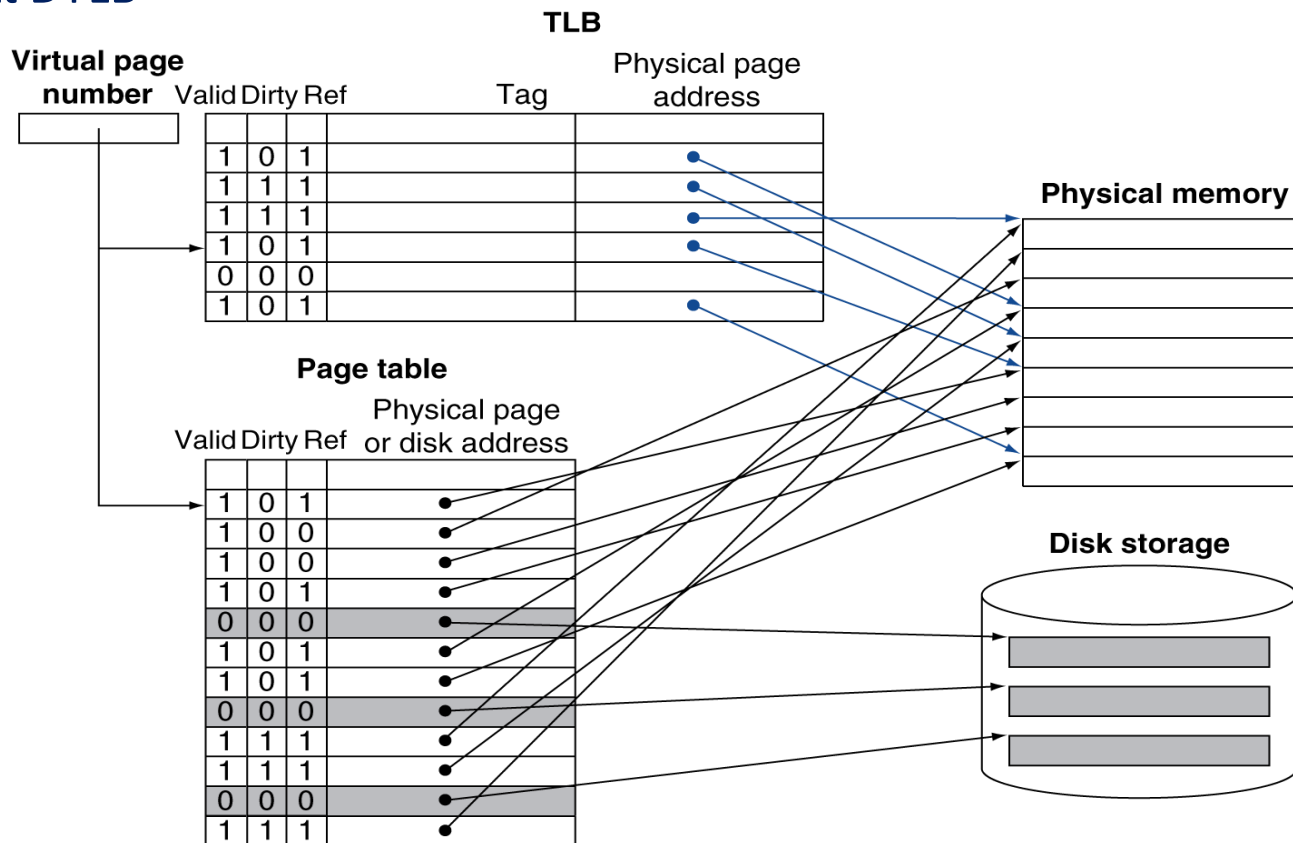 TLB
Virtual page
number
Valid Dirty Ref
Tag
Physical page
address
1 0 1
1 1 1
1 1 1
1 0 1
0 0 0
1 0 1
Physical memory
Page table
Physical page
or disk address
Valid Dirty Ref
1 0 1
1 0 0
1 0 0
1 0 1
0 0 0
1 0 1
1 0 1
0 0 0
1 1 1
1 1 1
0 0 0
1 1 1
Disk storage